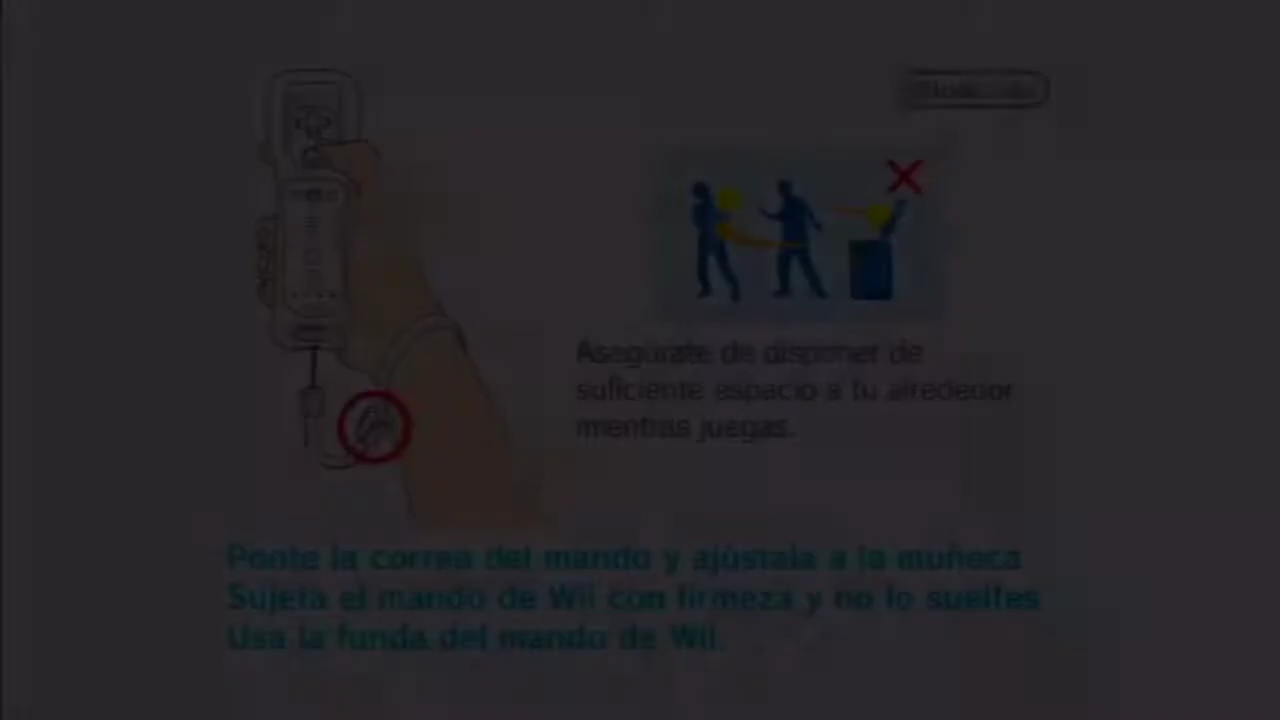 Asegúrate de disponer de
suficiente espacio a tu alrededor
mientras juegas.
Ponte la correa del mando y ajústala a la muñeca
Sujeta el mando de Wii con firmeza y no lo sueltes
Usa la funda del mando de Wii.